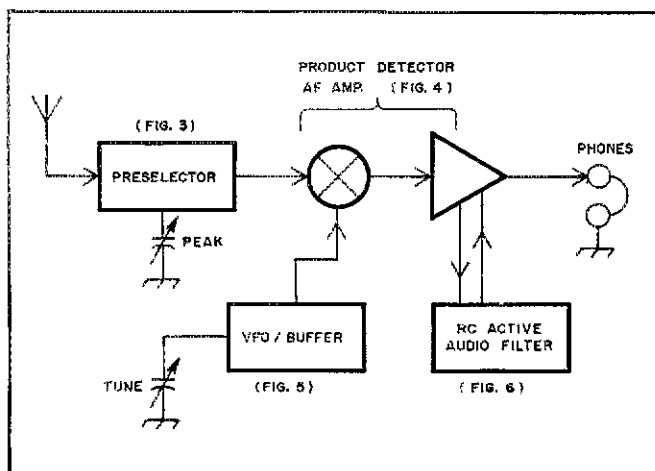 PRODUCT DETECTOR
AF AMP. (FIG. 4)
(FIG. 3)
PRESELECTOR
PHONES
PEAK
VFO / BUFFER
RC ACTIVE
AUDIO FILTER
TUNE
(FIG. 5)
(FIG. 6)